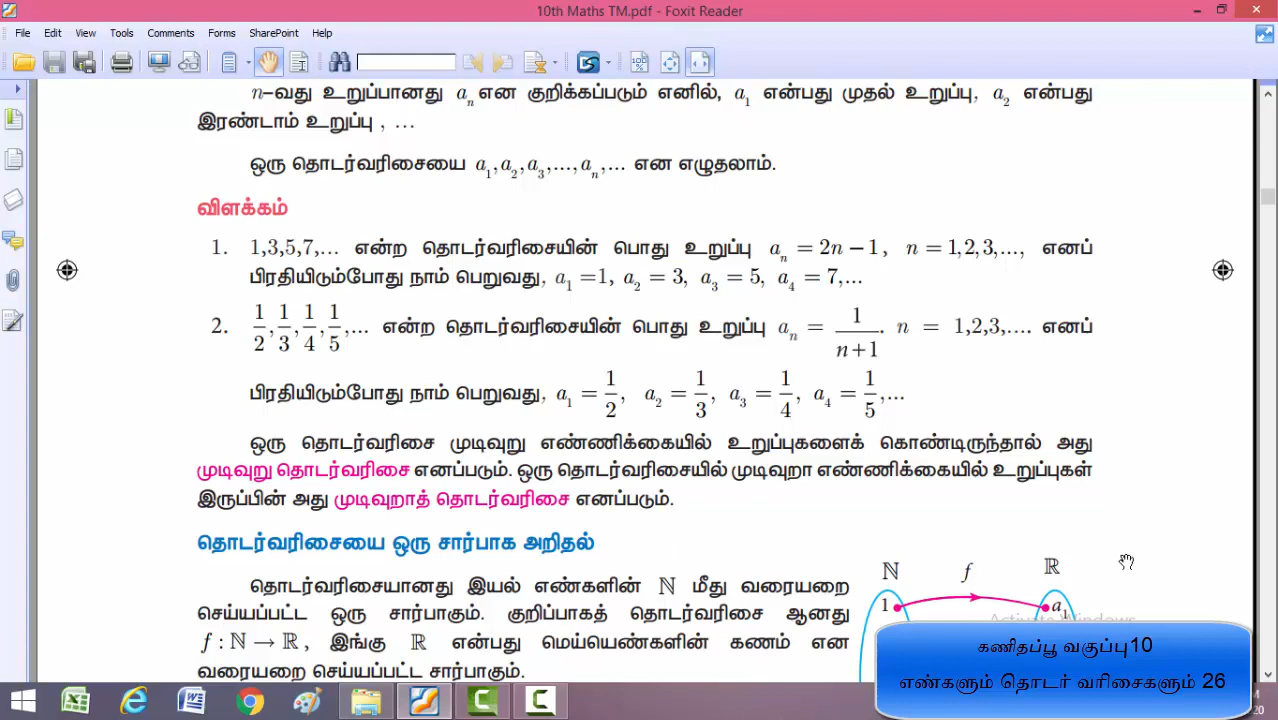 10th Maths TM.pdf - Foxit Reader
File Edit View Tools Comments Forms SharePoint Help
n–வது உறுப்பானது aₙ என குறிக்கப்படும் எனில், a₁ என்பது முதல் உறுப்பு, a₂ என்பது
இரண்டாம் உறுப்பு , …
ஒரு தொடர்வரிசையை a₁,a₂,a₃,…,aₙ,… என எழுதலாம்.
விளக்கம்
1. 1,3,5,7,… என்ற தொடர்வரிசையின் பொது உறுப்பு aₙ = 2n − 1, n = 1,2,3,…, எனப்
பிரதியிடும்போது நாம் பெறுவது, a₁ =1, a₂ = 3, a₃ = 5, a₄ = 7,…
2. 1/2, 1/3, 1/4, 1/5,… என்ற தொடர்வரிசையின் பொது உறுப்பு aₙ = 1/(n+1). n = 1,2,3,…. எனப்
பிரதியிடும்போது நாம் பெறுவது, a₁ = 1/2, a₂ = 1/3, a₃ = 1/4, a₄ = 1/5,…
ஒரு தொடர்வரிசை முடிவுறு எண்ணிக்கையில் உறுப்புகளைக் கொண்டிருந்தால் அது
முடிவுறு தொடர்வரிசை எனப்படும். ஒரு தொடர்வரிசையில் முடிவுறா எண்ணிக்கையில் உறுப்புகள்
இருப்பின் அது முடிவுறாத் தொடர்வரிசை எனப்படும்.
தொடர்வரிசையை ஒரு சார்பாக அறிதல்
தொடர்வரிசையானது இயல் எண்களின் ℕ மீது வரையறை
செய்யப்பட்ட ஒரு சார்பாகும். குறிப்பாகத் தொடர்வரிசை ஆனது
f : ℕ → ℝ, இங்கு ℝ என்பது மெய்யெண்களின் கணம் என
வரையறை செய்யப்பட்ட சார்பாகும்.
ℕ f ℝ
1 a₁
Activate Windows
கணிதப்பூ வகுப்பு10
எண்களும் தொடர் வரிசைகளும் 26